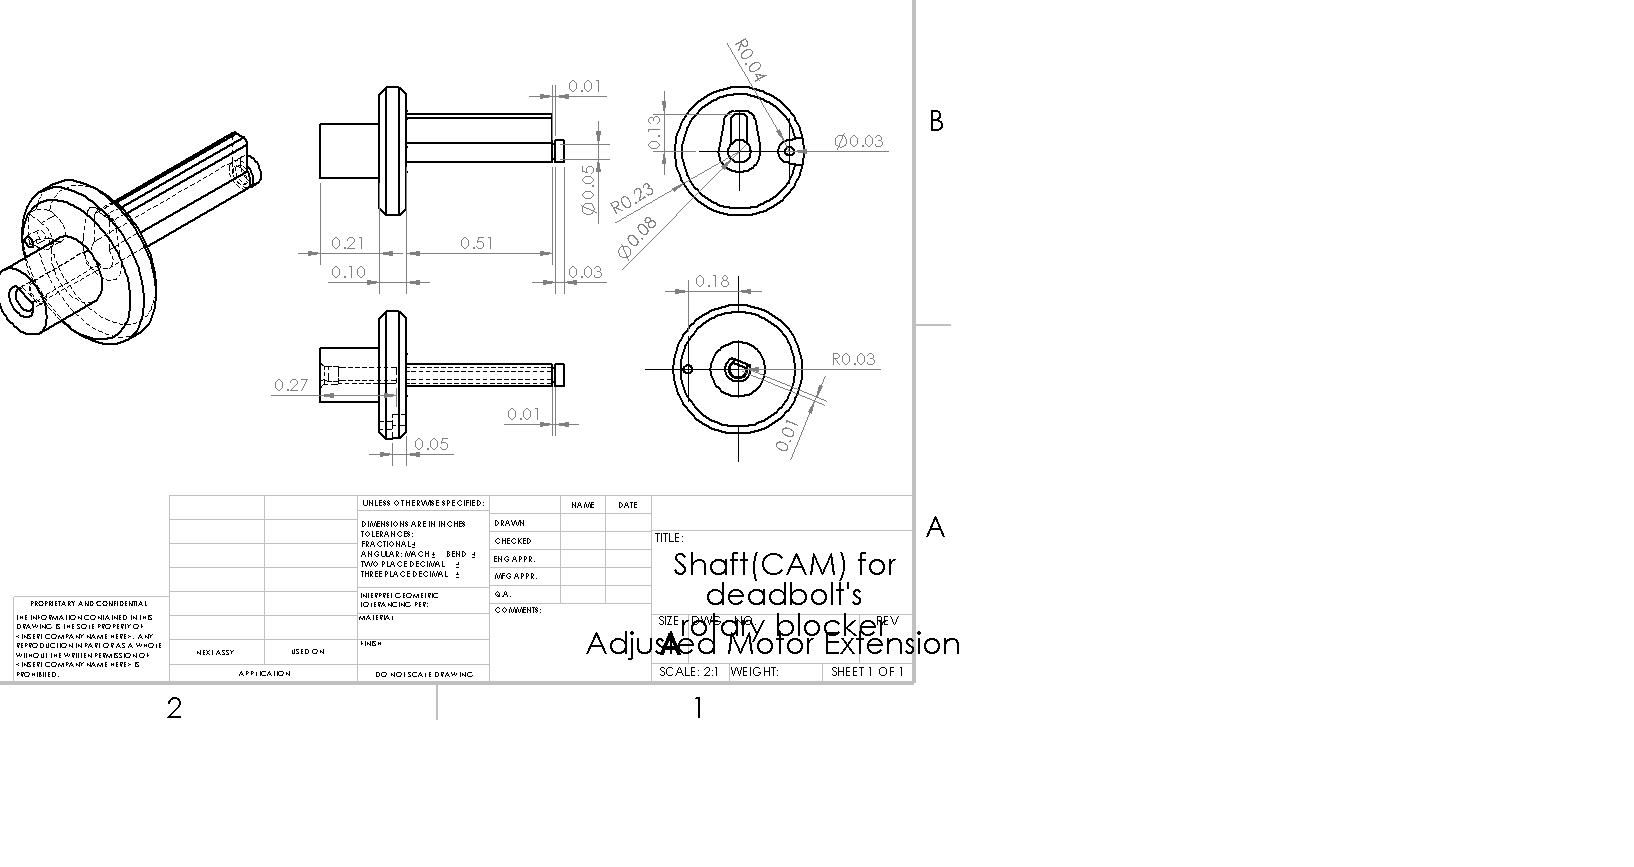 R0.04
0.01
B
0.13
Ø0.03
Ø0.05
R0.23
Ø0.08
0.21
0.51
0.10
0.03
0.18
0.27
R0.03
0.01
0.05
0.01
A
UNLESS OTHERWISE SPECIFIED:
NAME
DATE
DIMENSIONS ARE IN INCHES
TOLERANCES:
FRACTIONAL±
ANGULAR: MACH± BEND ±
TWO PLACE DECIMAL ±
THREE PLACE DECIMAL ±
DRAWN
CHECKED
ENG APPR.
MFG APPR.
Q.A.
COMMENTS:
INTERPRET GEOMETRIC
TOLERANCING PER:
MATERIAL
FINISH
TITLE:
Shaft(CAM) for
deadbolt's
rotary blocker
SIZE DWG. NO. REV
A
Adjusted Motor Extension
PROPRIETARY AND CONFIDENTIAL
THE INFORMATION CONTAINED IN THIS
DRAWING IS THE SOLE PROPERTY OF
<INSERT COMPANY NAME HERE>. ANY
REPRODUCTION IN PART OR AS A WHOLE
WITHOUT THE WRITTEN PERMISSION OF
<INSERT COMPANY NAME HERE> IS
PROHIBITED.
NEXT ASSY
USED ON
APPLICATION
DO NOT SCALE DRAWING
SCALE: 2:1
WEIGHT:
SHEET 1 OF 1
2
1